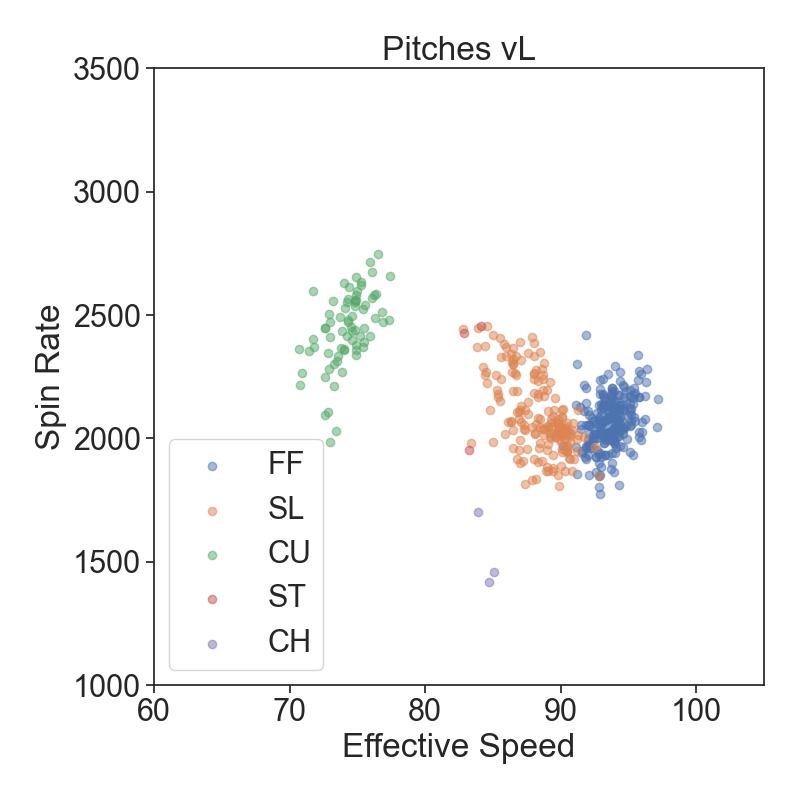 Pitches vL
3500
3000
2500
2000
1500
1000
Spin Rate
FF
SL
CU
ST
CH
60 70 80 90 100
Effective Speed